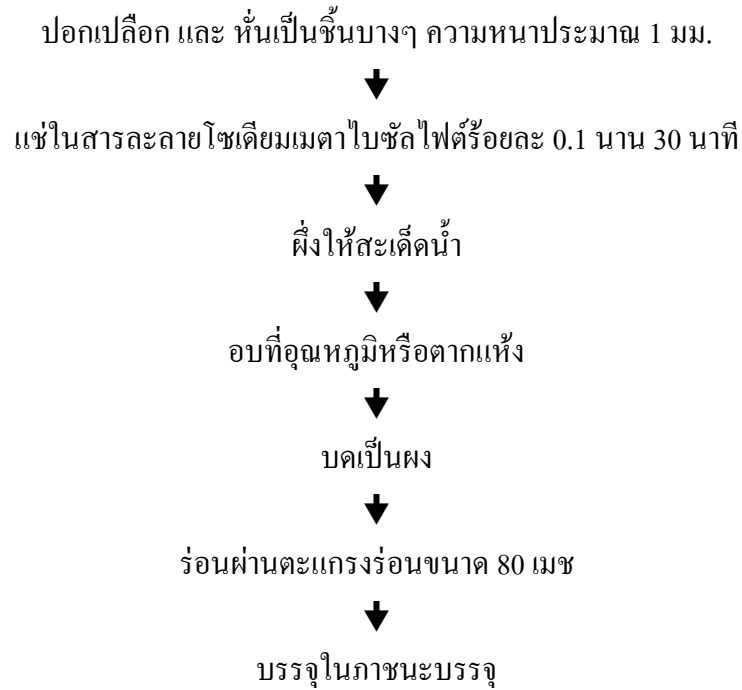 ปอกเปลือก และ หั่นเป็นชิ้นบางๆ ความหนาประมาณ 1 มม.
แช่ในสารละลายโซเดียมเมตาไบซัลไฟต์ร้อยละ 0.1 นาน 30 นาที
ผึ่งให้สะเด็ดน้ำ
อบที่อุณหภูมิหรือตากแห้ง
บดเป็นผง
ร่อนผ่านตะแกรงร่อนขนาด 80 เมช
บรรจุในภาชนะบรรจุ